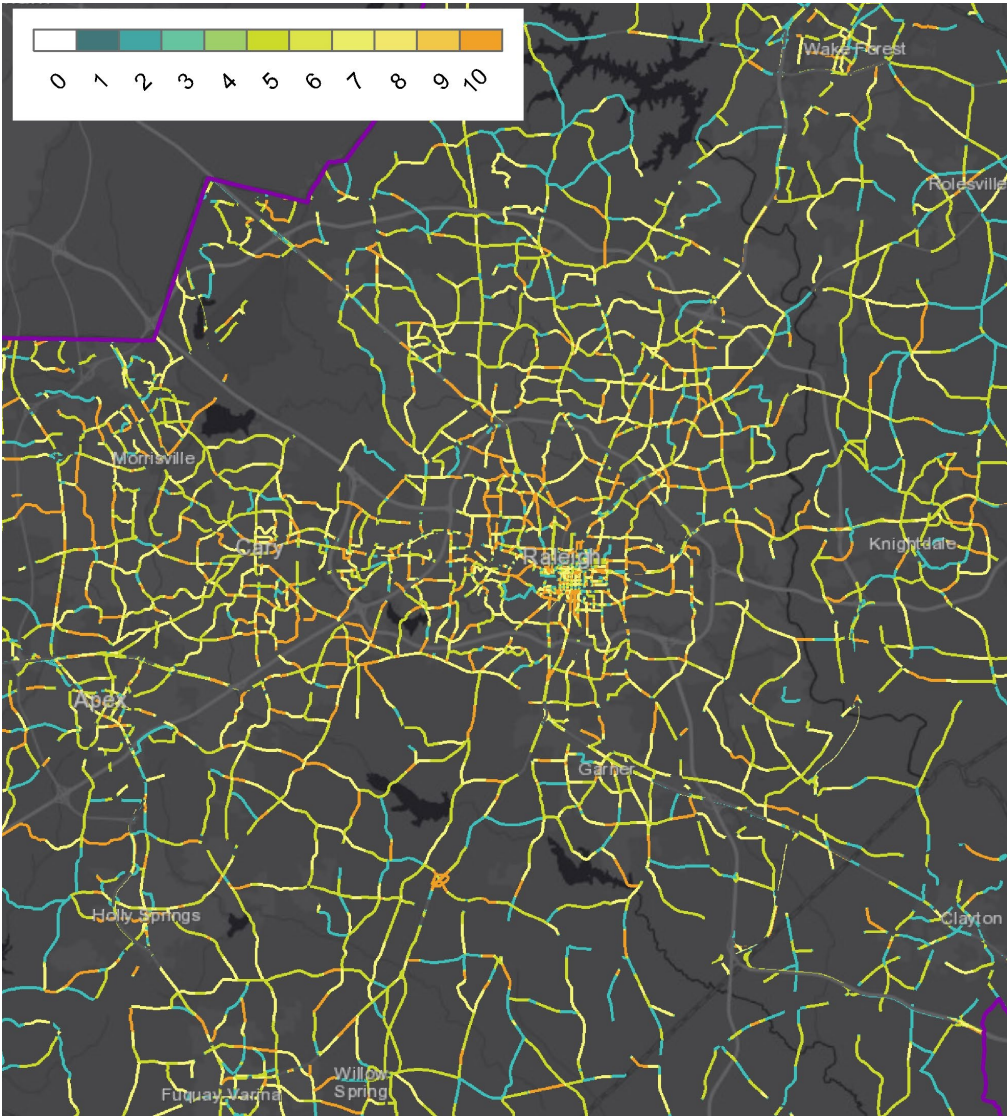 0 1 2 3 4 5 6 7 8 9 10
Wake Forest
Rolesville
Morrisville
Cary
Raleigh
Knightdale
Apex
Garner
Holly Springs
Clayton
Willow
Spring
Fuquay-Varina